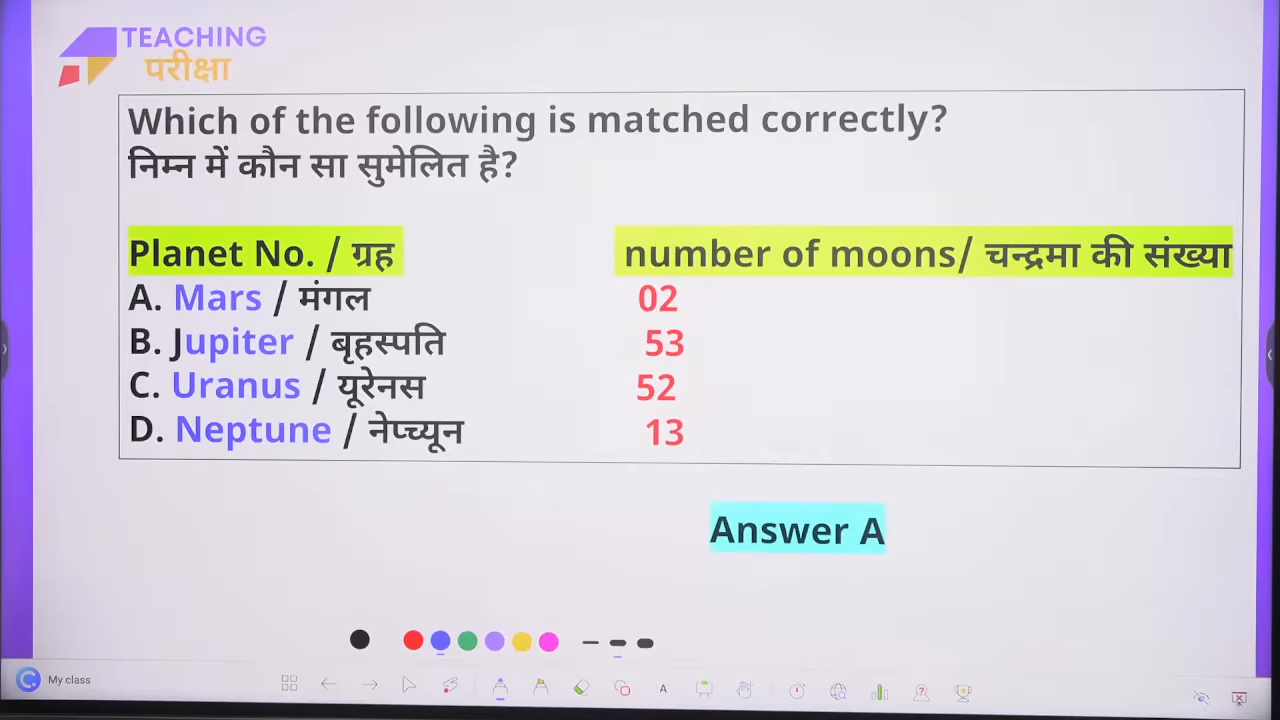 TEACHING
परीक्षा
Which of the following is matched correctly?
निम्न में कौन सा सुमेलित है?
Planet No. / ग्रह number of moons/ चन्द्रमा की संख्या
A. Mars / मंगल 02
B. Jupiter / बृहस्पति 53
C. Uranus / यूरेनस 52
D. Neptune / नेप्च्यून 13
Answer A
My class
A